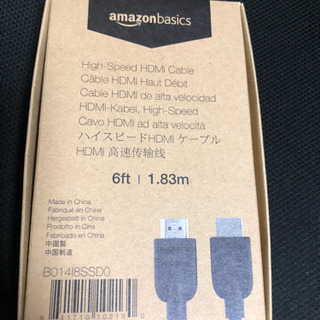 amazonbasics
High-Speed HDMI Cable
Câble HDMI Haut Débit
Cable HDMI de alta velocidad
HDMI-Kabel, High-Speed
Cavo HDMI ad alta velocità
ハイスピードHDMI ケーブル
HDMI 高速传输线
6ft | 1.83m
Made in China
Fabriqué en Chine
Hergestellt in China
Prodotto in Cina
Fabricado en China
中国製
中国制造
B014I8SSD0